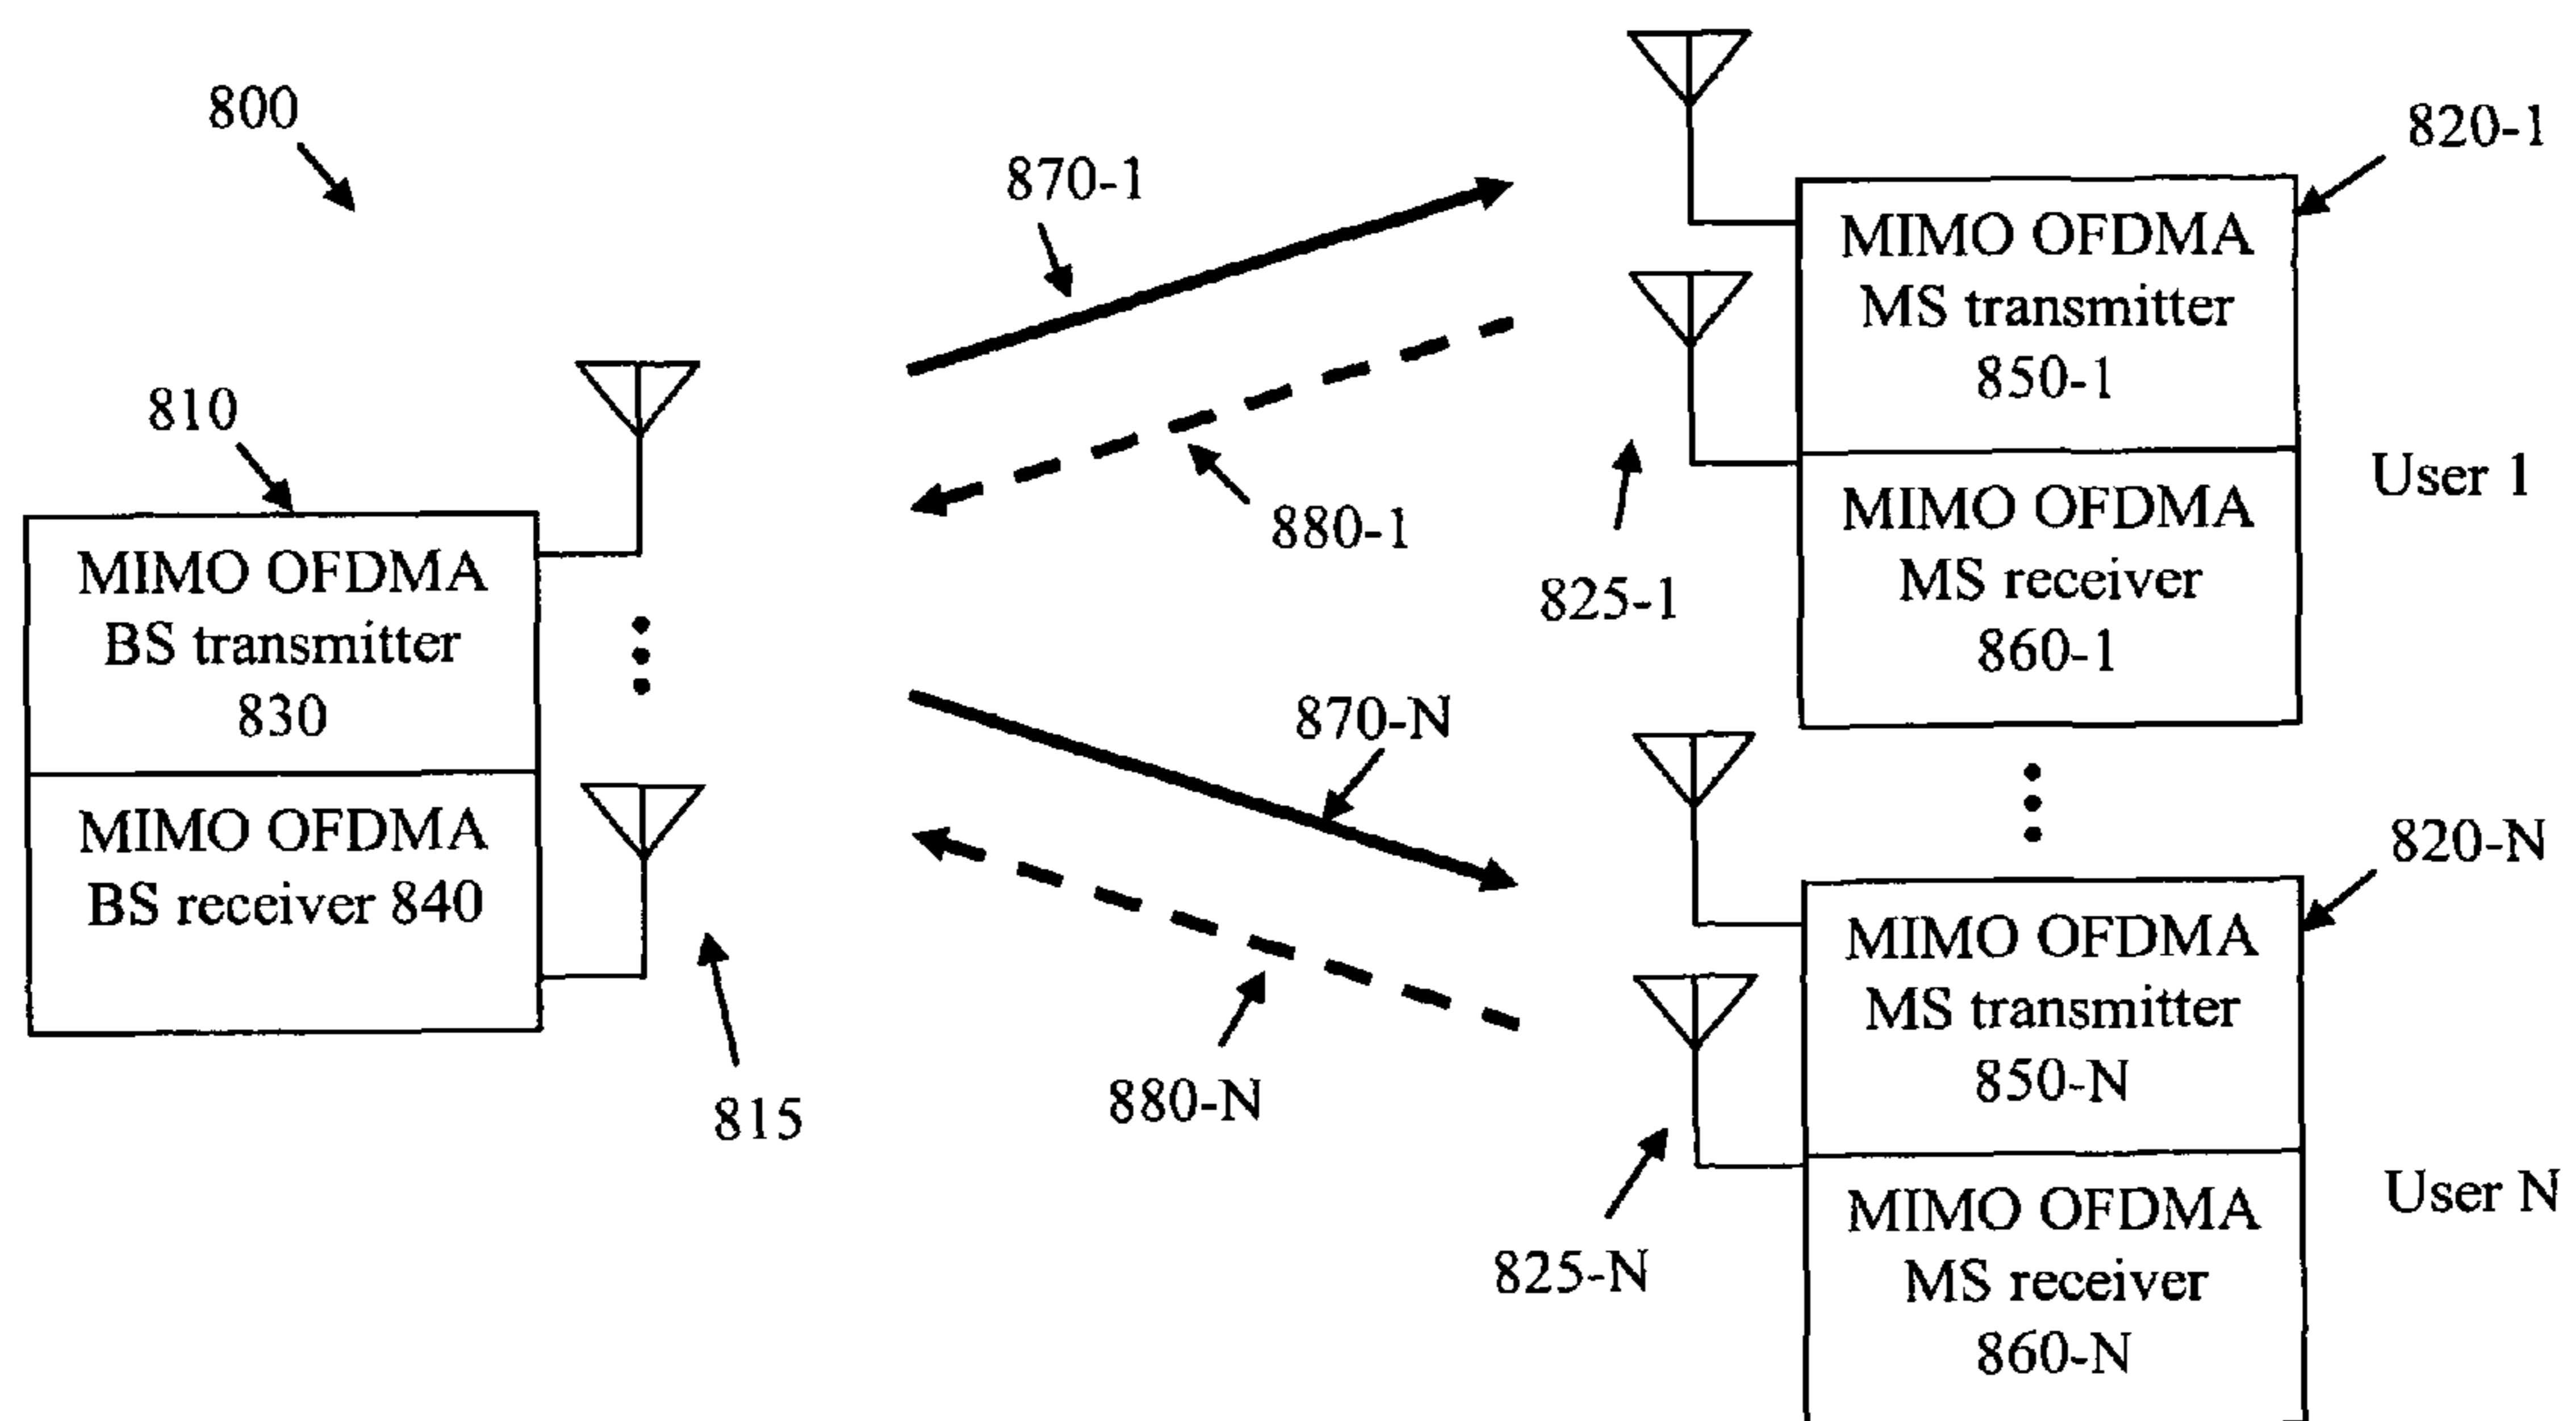 800
870-1
820-1
MIMO OFDMA
MS transmitter
850-1
810
880-1
825-1
User 1
MIMO OFDMA
MS receiver
860-1
MIMO OFDMA
BS transmitter
830
MIMO OFDMA
BS receiver 840
815
870-N
880-N
820-N
MIMO OFDMA
MS transmitter
850-N
825-N
User N
MIMO OFDMA
MS receiver
860-N